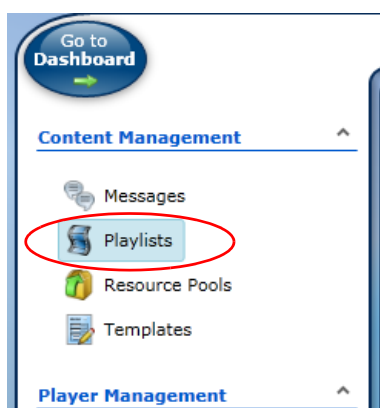 Go to
Dashboard
Content Management
Messages
Playlists
Resource Pools
Templates
Player Management